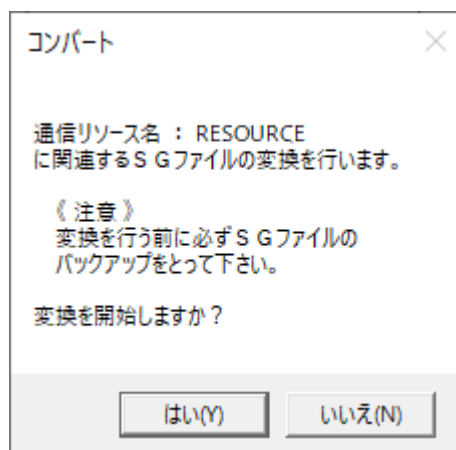 コンバート
通信リソース名 ： RESOURCE
に関連するＳＧファイルの変換を行います。
《 注意 》
変換を行う前に必ずＳＧファイルの
バックアップをとって下さい。
変換を開始しますか？
はい(Y)
いいえ(N)